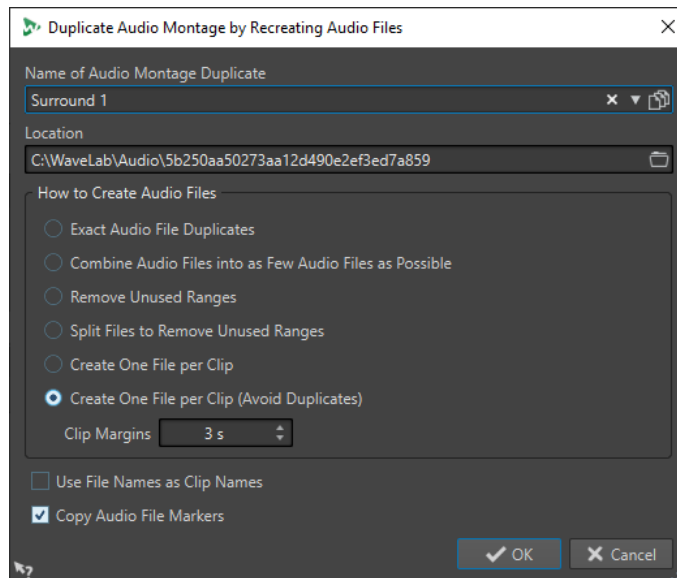 Duplicate Audio Montage by Recreating Audio Files
Name of Audio Montage Duplicate
Surround 1
Location
C:\WaveLab\Audio\5b250aa50273aa12d490e2ef3ed7a859
How to Create Audio Files
Exact Audio File Duplicates
Combine Audio Files into as Few Audio Files as Possible
Remove Unused Ranges
Split Files to Remove Unused Ranges
Create One File per Clip
Create One File per Clip (Avoid Duplicates)
Clip Margins 3 s
Use File Names as Clip Names
Copy Audio File Markers
OK Cancel